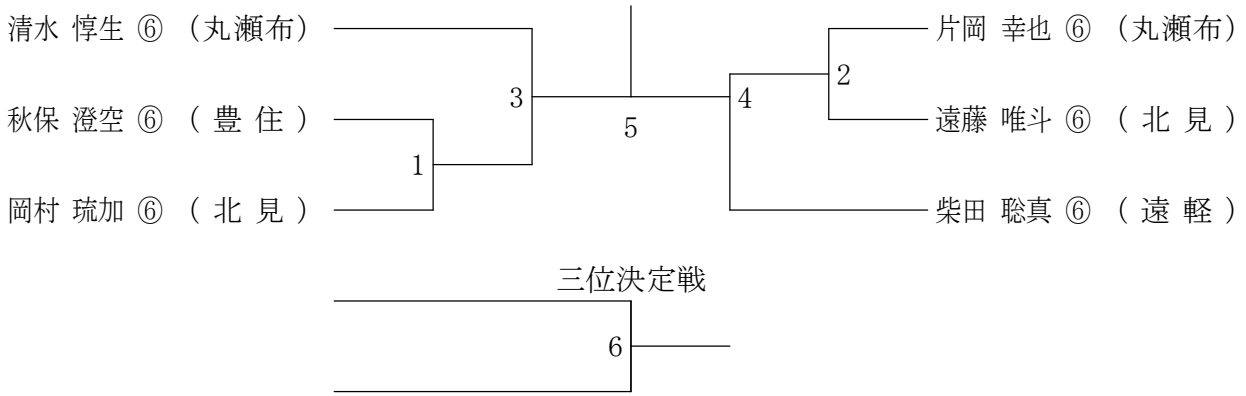 清水 惇生 ⑥ （丸瀬布）
秋保 澄空 ⑥ （ 豊 住 ）
岡村 琉加 ⑥ （ 北 見 ）
1
3
5
4
2
片岡 幸也 ⑥ （丸瀬布）
遠藤 唯斗 ⑥ （ 北 見 ）
柴田 聡真 ⑥ （ 遠 軽 ）
三位決定戦
6